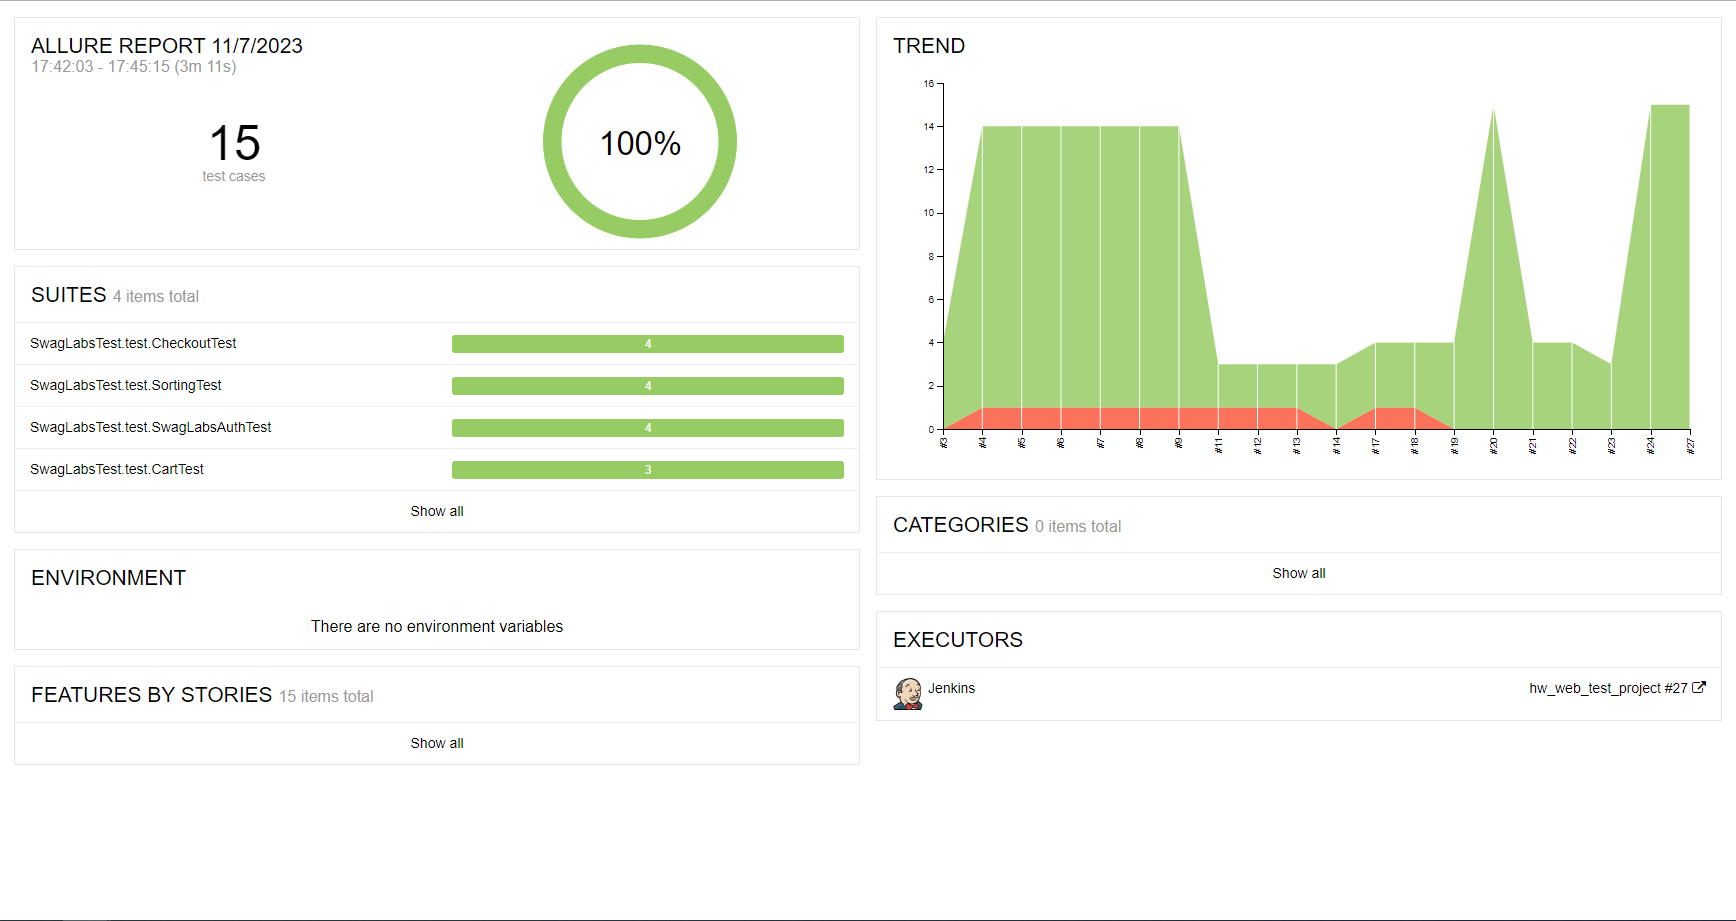 ALLURE REPORT 11/7/2023
17:42:03 - 17:45:15 (3m 11s)
15
test cases
100%
SUITES 4 items total
SwagLabsTest.test.CheckoutTest 4
SwagLabsTest.test.SortingTest 4
SwagLabsTest.test.SwagLabsAuthTest 4
SwagLabsTest.test.CartTest 3
Show all
ENVIRONMENT
There are no environment variables
FEATURES BY STORIES 15 items total
Show all
TREND
16
14
12
10
8
6
4
2
0
#3 #4 #5 #6 #7 #8 #9 #11 #12 #13 #14 #17 #18 #19 #20 #21 #22 #23 #24 #27
CATEGORIES 0 items total
Show all
EXECUTORS
Jenkins hw_web_test_project #27